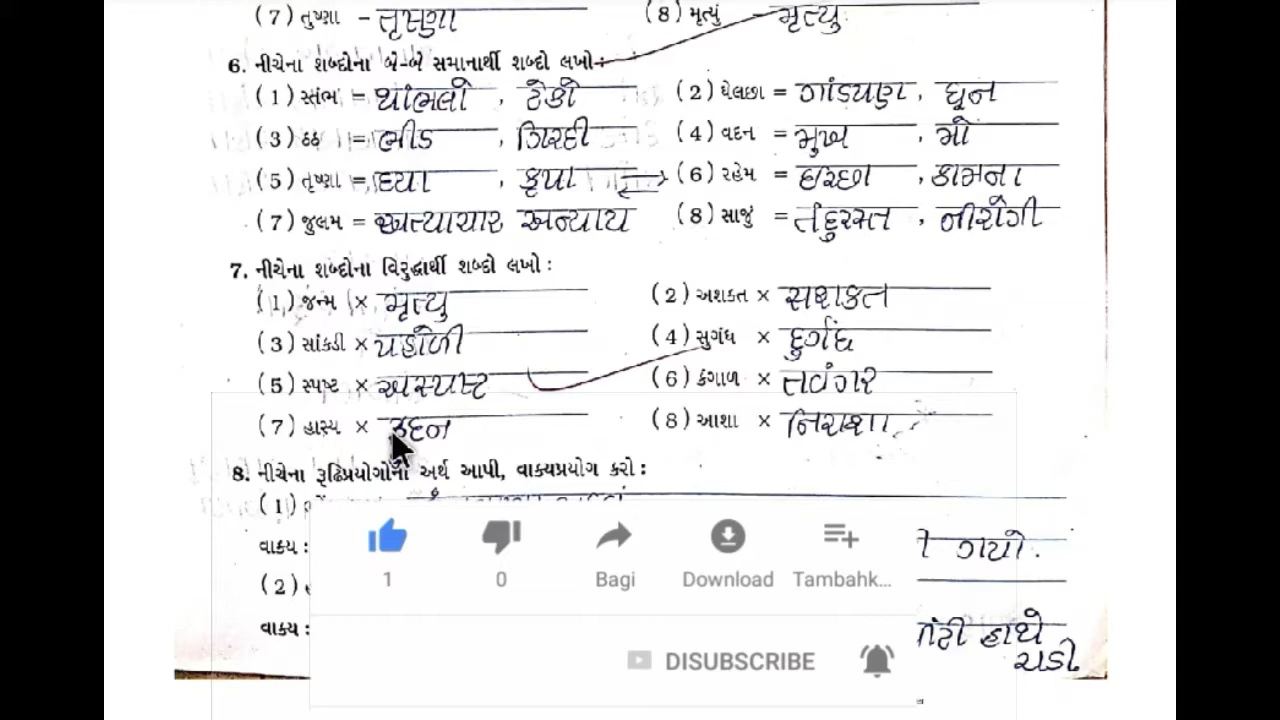 (7) તુષ્ણા - તૃષ્ણા (8) મૃત્યું - મૃત્યુ
6. નીચેના શબ્દોના બે-બે સમાનાર્થી શબ્દો લખો :
(1) સ્તંભ = થાંભલો , ટેકો (2) ઘેલછા = ગાંડપણ , ધૂન
(3) ઠઠ = ભીડ , ગિરદી (4) વદન = મુખ , મોં
(5) તૃષ્ણા = દયા , કૃપા (6) રહેમ = ઇચ્છા , કામના
(7) જુલમ = અત્યાચાર, અન્યાય (8) સાજું = તંદુરસ્ત , નીરોગી
7. નીચેના શબ્દોના વિરુદ્ધાર્થી શબ્દો લખો :
(1) જન્મ × મૃત્યુ (2) અશક્ત × સશક્ત
(3) સાંકડી × પહોળી (4) સુગંધ × દુર્ગંધ
(5) સ્પષ્ટ × અસ્પષ્ટ (6) કંગાળ × તવંગર
(7) હાસ્ય × રુદન (8) આશા × નિરાશા
8. નીચેના રૂઢિપ્રયોગોનો અર્થ આપી, વાક્યપ્રયોગ કરો :
(1)
વાક્ય : ગયો.
(2)
વાક્ય : હાથે
ચડી
1 0 Bagi Download Tambahk...
DISUBSCRIBE